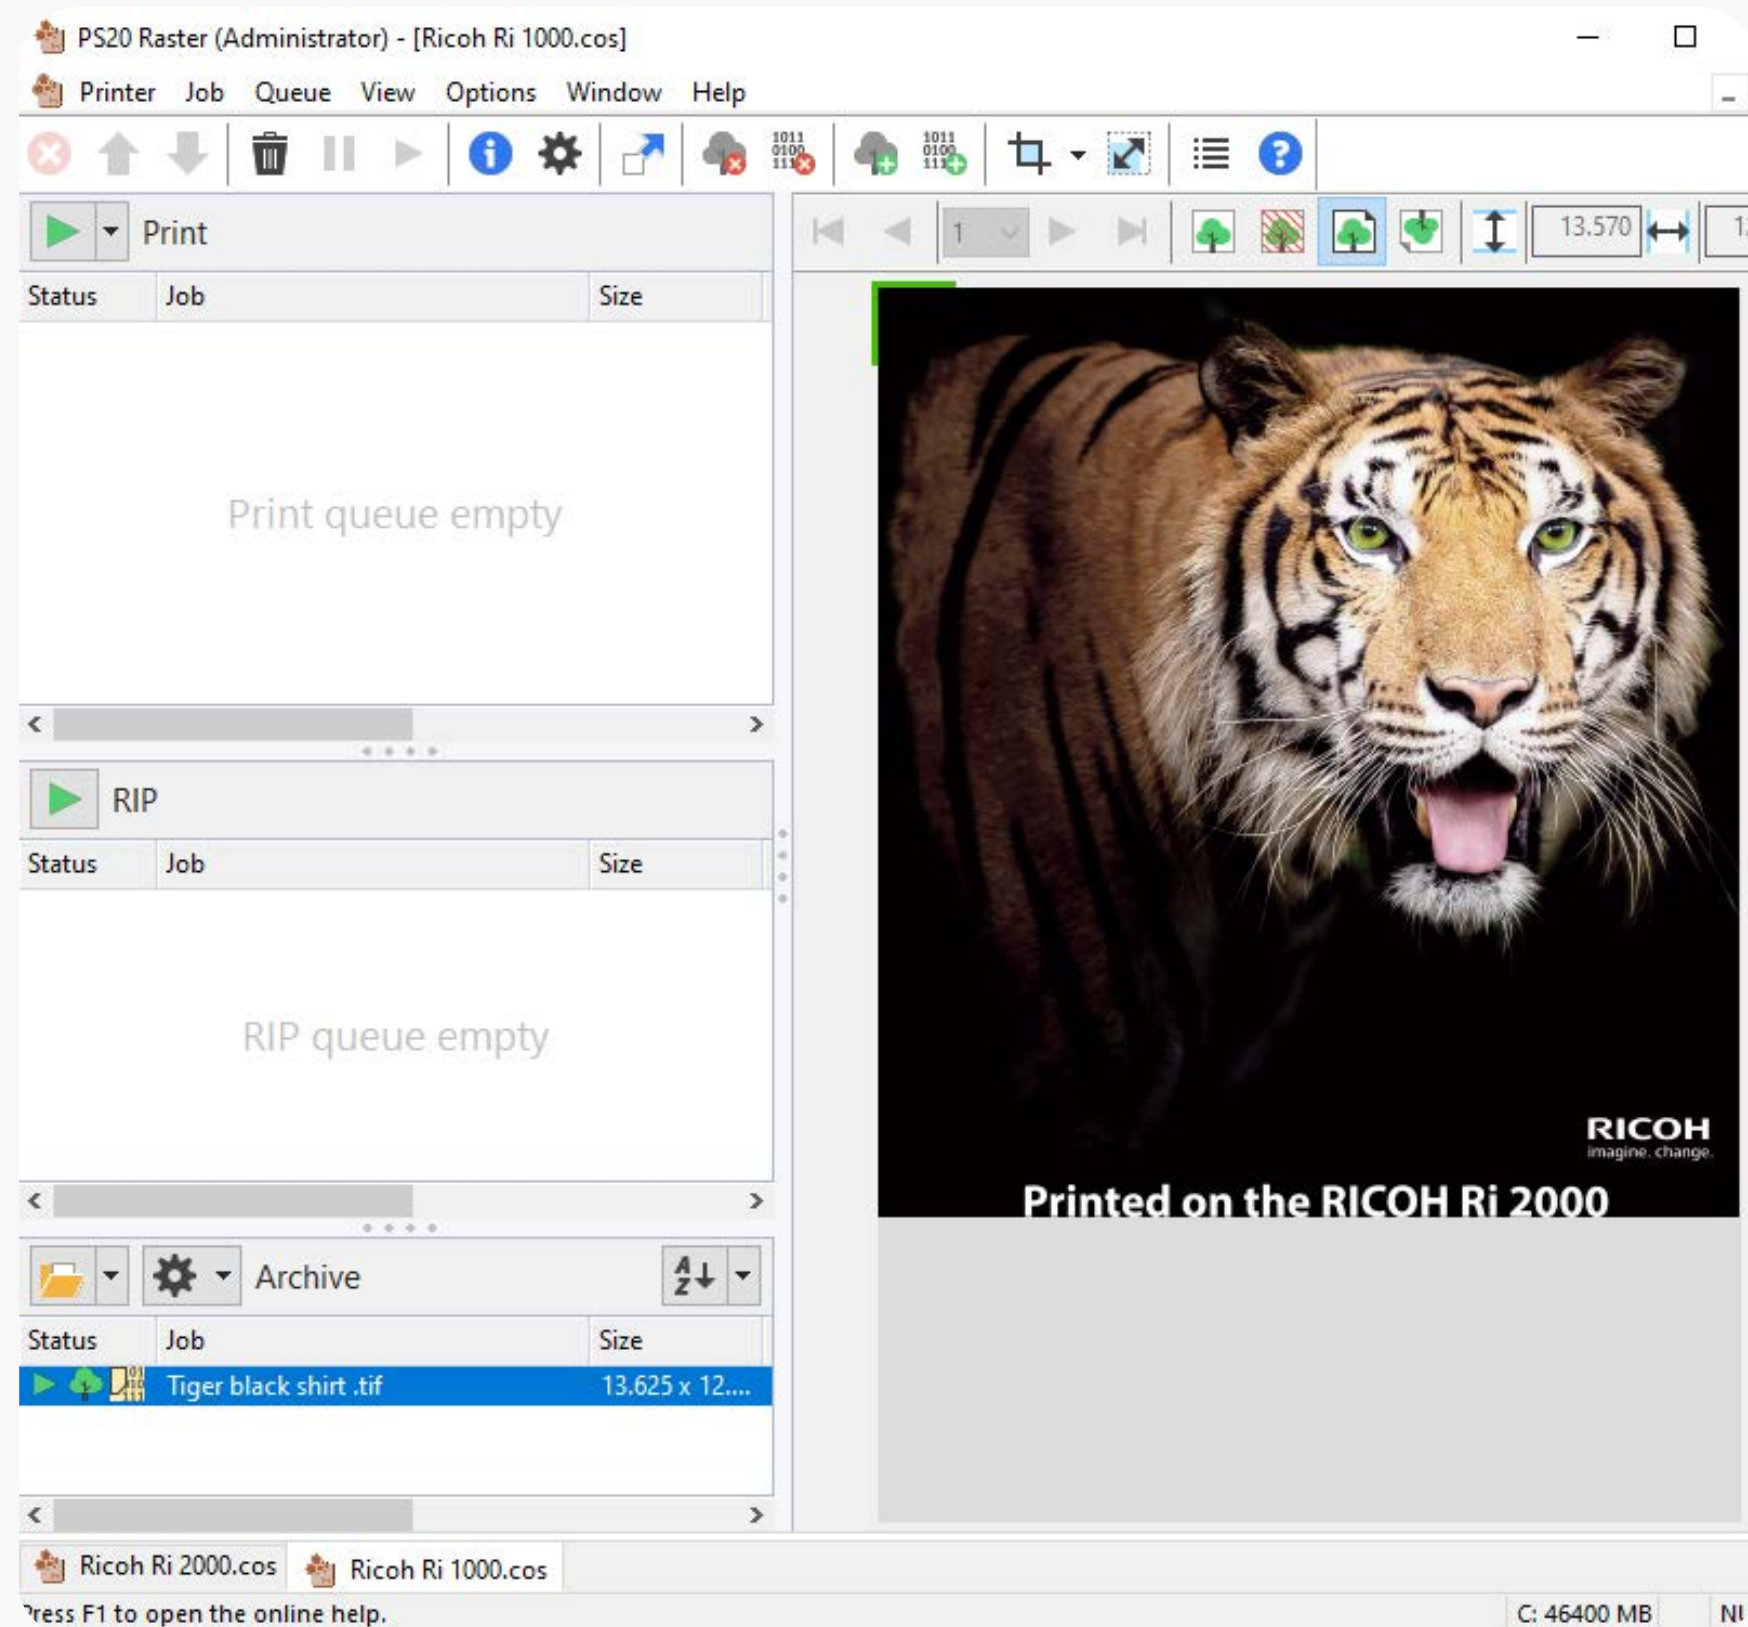 PS20 Raster (Administrator) - [Ricoh Ri 1000.cos]
Printer Job Queue View Options Window Help
Print
1
13.570
Status Job Size
Print queue empty
RIP
Status Job Size
RIP queue empty
Archive
Status Job Size
Tiger black shirt .tif 13.625 x 12....
RICOH
imagine. change.
Printed on the RICOH Ri 2000
Ricoh Ri 2000.cos Ricoh Ri 1000.cos
Press F1 to open the online help.
C: 46400 MB